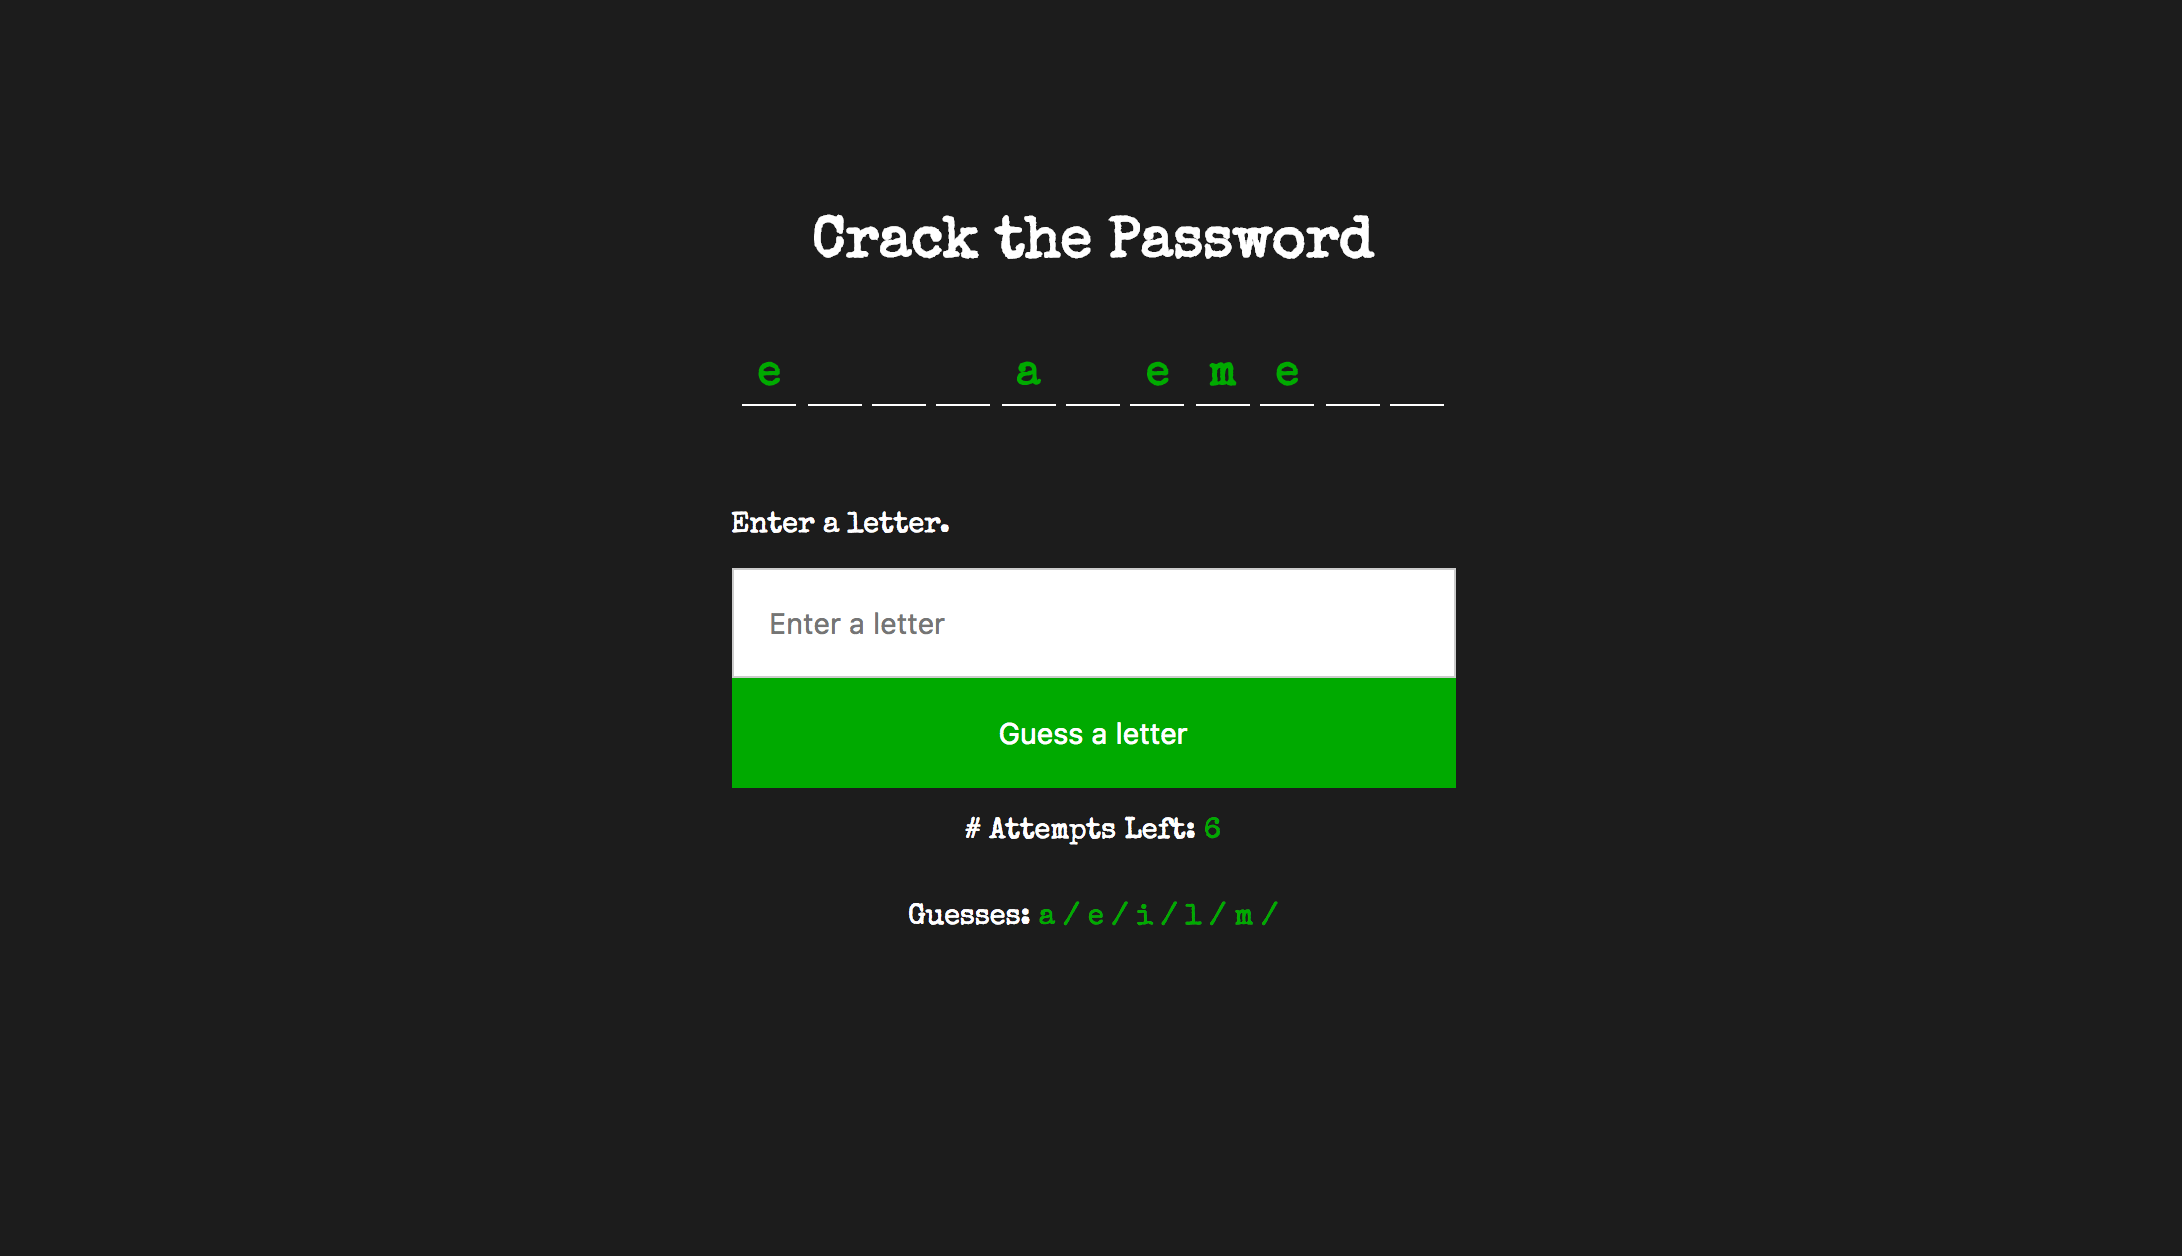 Crack the Password
e _ _ _ a _ e m e _ _
Enter a letter.
Enter a letter
Guess a letter
# Attempts Left: 6
Guesses: a / e / i / l / m /